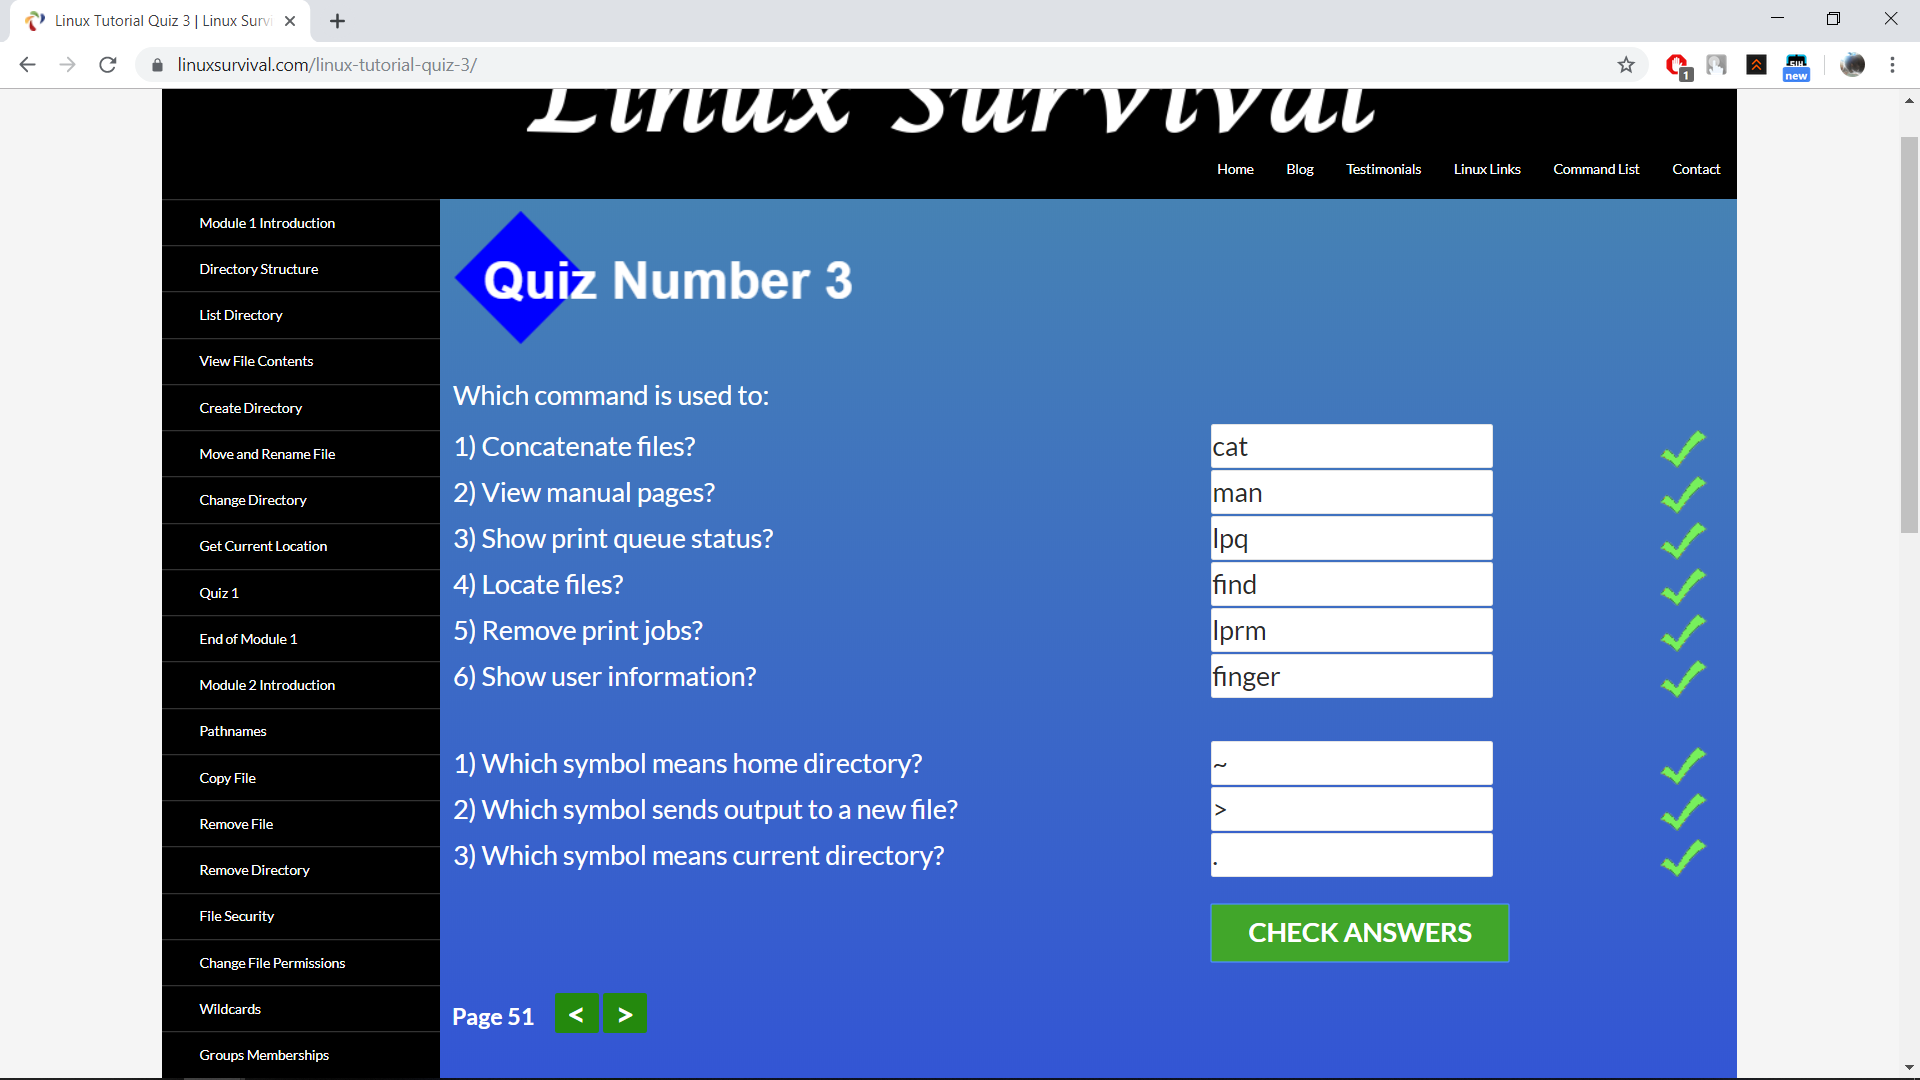 Linux Tutorial Quiz 3 | Linux Survi
linuxsurvival.com/linux-tutorial-quiz-3/
1
new
Linux Survival
Home Blog Testimonials Linux Links Command List Contact
Module 1 Introduction
Directory Structure
List Directory
View File Contents
Create Directory
Move and Rename File
Change Directory
Get Current Location
Quiz 1
End of Module 1
Module 2 Introduction
Pathnames
Copy File
Remove File
Remove Directory
File Security
Change File Permissions
Wildcards
Groups Memberships
Quiz Number 3
Which command is used to:
1) Concatenate files? cat
2) View manual pages? man
3) Show print queue status? lpq
4) Locate files? find
5) Remove print jobs? lprm
6) Show user information? finger
1) Which symbol means home directory? ~
2) Which symbol sends output to a new file? >
3) Which symbol means current directory? .
CHECK ANSWERS
Page 51 < >